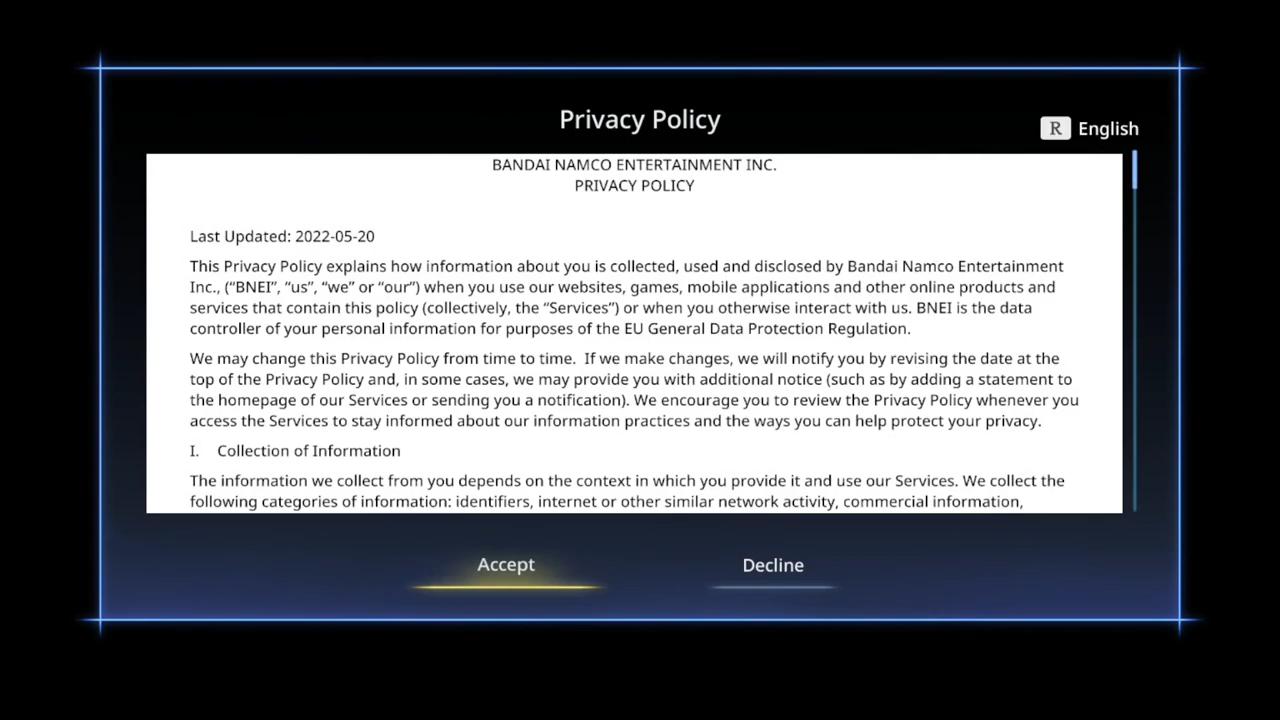 Privacy Policy
R English
BANDAI NAMCO ENTERTAINMENT INC.
PRIVACY POLICY
Last Updated: 2022-05-20
This Privacy Policy explains how information about you is collected, used and disclosed by Bandai Namco Entertainment
Inc., (“BNEI”, “us”, “we” or “our”) when you use our websites, games, mobile applications and other online products and
services that contain this policy (collectively, the “Services”) or when you otherwise interact with us. BNEI is the data
controller of your personal information for purposes of the EU General Data Protection Regulation.
We may change this Privacy Policy from time to time.  If we make changes, we will notify you by revising the date at the
top of the Privacy Policy and, in some cases, we may provide you with additional notice (such as by adding a statement to
the homepage of our Services or sending you a notification). We encourage you to review the Privacy Policy whenever you
access the Services to stay informed about our information practices and the ways you can help protect your privacy.
I. Collection of Information
The information we collect from you depends on the context in which you provide it and use our Services. We collect the
following categories of information: identifiers, internet or other similar network activity, commercial information,
Accept
Decline